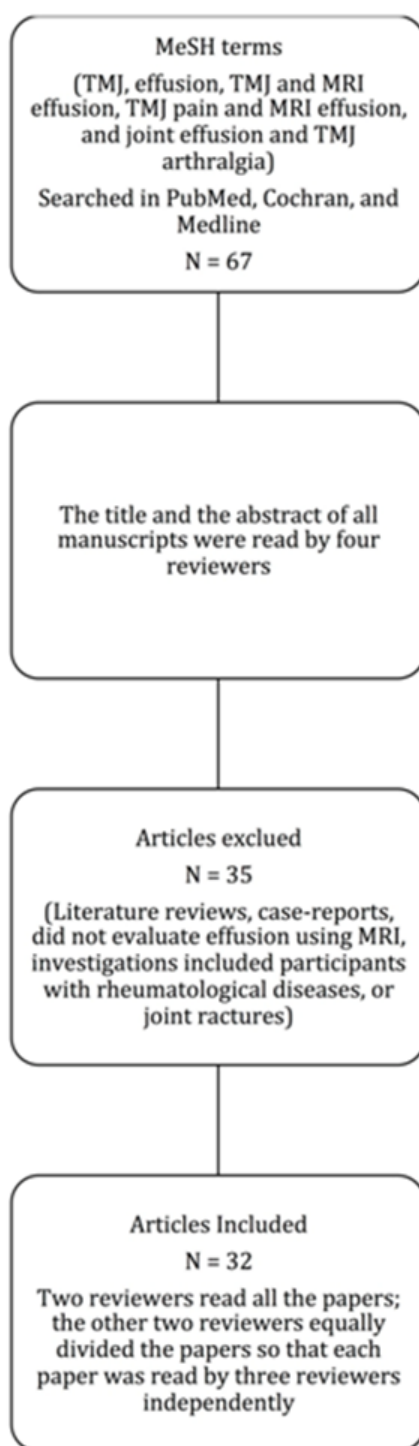 MeSH terms
(TMJ, effusion, TMJ and MRI
effusion, TMJ pain and MRI effusion,
and joint effusion and TMJ
arthralgia)
Searched in PubMed, Cochran, and
Medline
N = 67
The title and the abstract of all
manuscripts were read by four
reviewers
Articles exclued
N = 35
(Literature reviews, case-reports,
did not evaluate effusion using MRI,
investigations included participants
with rheumatological diseases, or
joint ractures)
Articles Included
N = 32
Two reviewers read all the papers;
the other two reviewers equally
divided the papers so that each
paper was read by three reviewers
independently